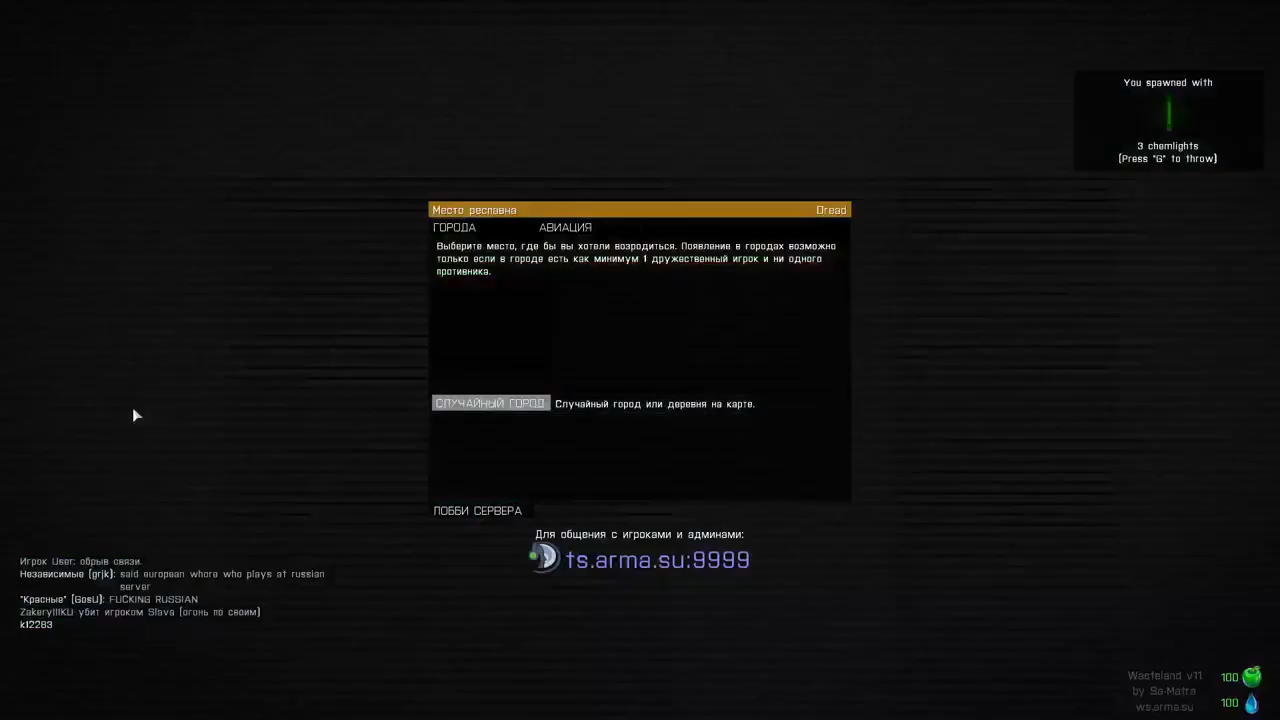 You spawned with
3 chemlights
(Press "G" to throw)
Место респавна Dread
ГОРОДА АВИАЦИЯ
Выберите место, где бы вы хотели возродиться. Появление в городах возможно
только если в городе есть как минимум 1 дружественный игрок и ни одного
противника.
СЛУЧАЙНЫЙ ГОРОД Случайный город или деревня на карте.
ЛОББИ СЕРВЕРА
Для общения с игроками и админами:
ts.arma.su:9999
Игрок User: обрыв связи.
Независимые (grjk): said european whore who plays at russian
server
"Красные" (GosU): FUCKING RUSSIAN
ZakeryIIIKU убит игроком Slava (огонь по своим)
k12283
Wasteland v11
by Sa-Matra
ws.arma.su
100
100